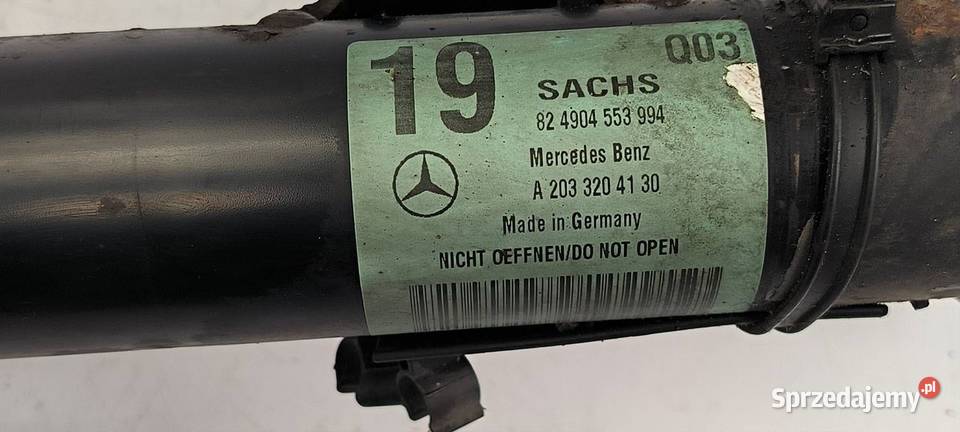 19
Q03
SACHS
82 4904 553 994
Mercedes Benz
A 203 320 41 30
Made in Germany
NICHT OEFFNEN/DO NOT OPEN
Sprzedajemy.pl